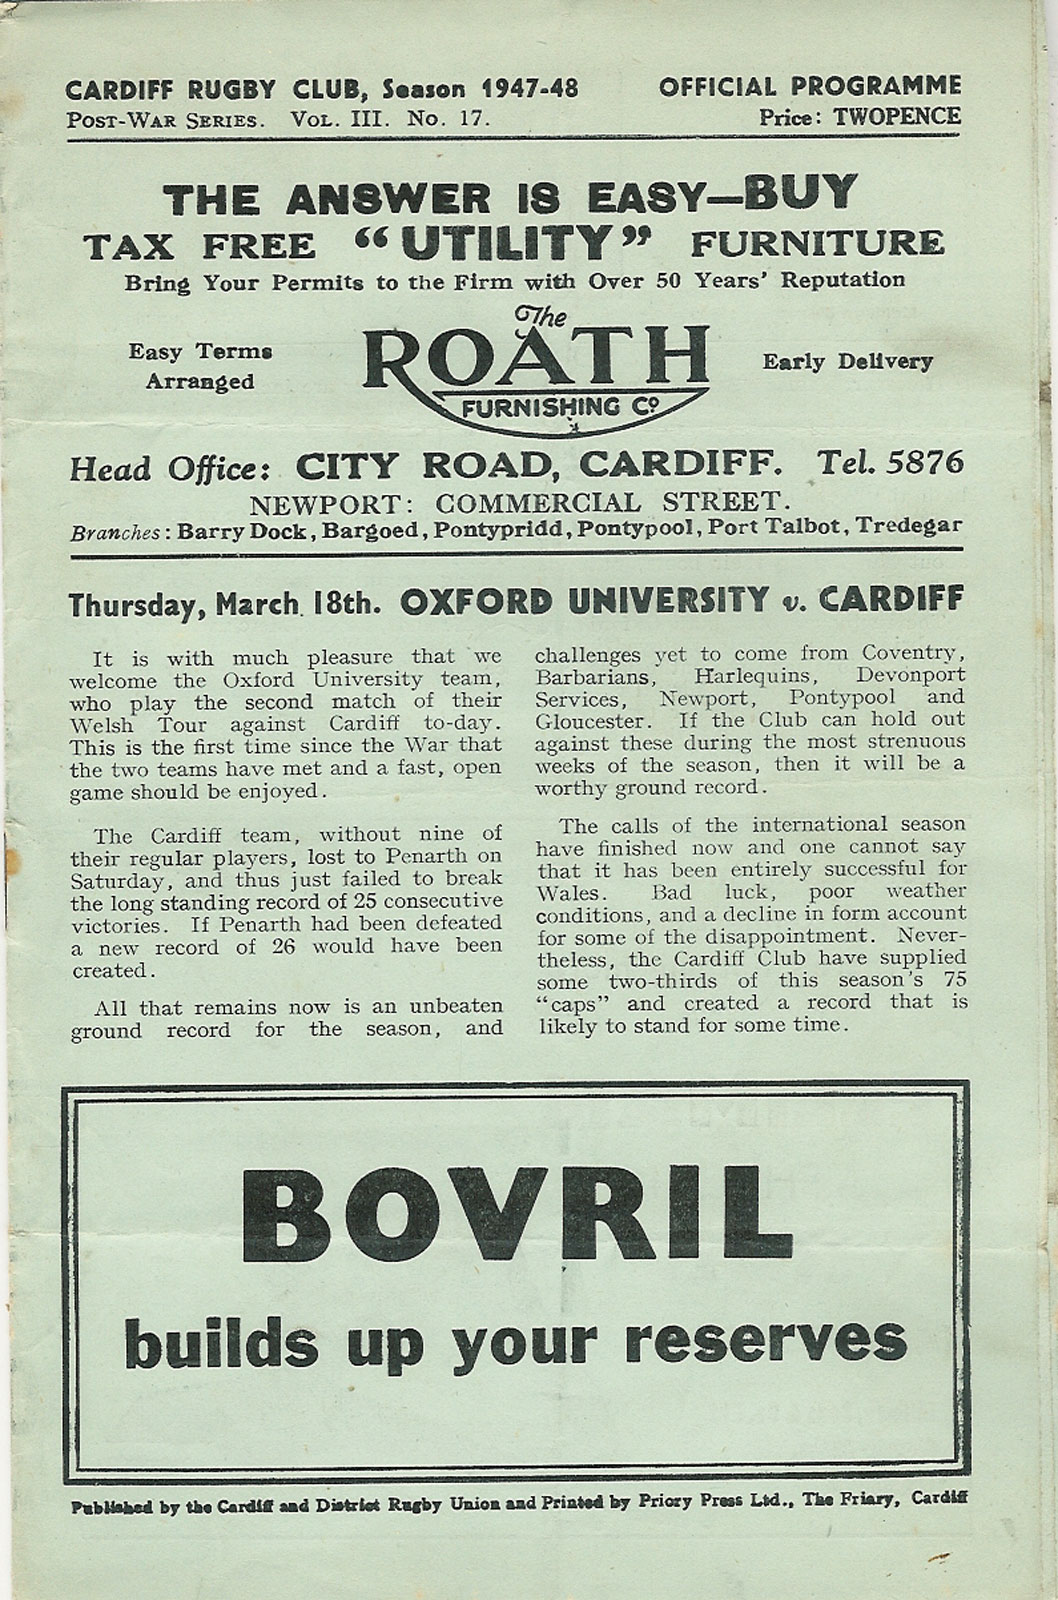 CARDIFF RUGBY CLUB, Season 1947-48 OFFICIAL PROGRAMME
POST-WAR SERIES. VOL. III. No. 17. Price: TWOPENCE
THE ANSWER IS EASY—BUY
TAX FREE “UTILITY” FURNITURE
Bring Your Permits to the Firm with Over 50 Years' Reputation
Easy Terms
Arranged
The
ROATH
FURNISHING Co.
Early Delivery
Head Office: CITY ROAD, CARDIFF. Tel. 5876
NEWPORT: COMMERCIAL STREET.
Branches: Barry Dock, Bargoed, Pontypridd, Pontypool, Port Talbot, Tredegar
Thursday, March 18th. OXFORD UNIVERSITY v. CARDIFF
It is with much pleasure that we
welcome the Oxford University team,
who play the second match of their
Welsh Tour against Cardiff to-day.
This is the first time since the War that
the two teams have met and a fast, open
game should be enjoyed.
The Cardiff team, without nine of
their regular players, lost to Penarth on
Saturday, and thus just failed to break
the long standing record of 25 consecutive
victories. If Penarth had been defeated
a new record of 26 would have been
created.
All that remains now is an unbeaten
ground record for the season, and
challenges yet to come from Coventry,
Barbarians, Harlequins, Devonport
Services, Newport, Pontypool and
Gloucester. If the Club can hold out
against these during the most strenuous
weeks of the season, then it will be a
worthy ground record.
The calls of the international season
have finished now and one cannot say
that it has been entirely successful for
Wales. Bad luck, poor weather
conditions, and a decline in form account
for some of the disappointment. Never-
theless, the Cardiff Club have supplied
some two-thirds of this season's 75
“caps” and created a record that is
likely to stand for some time.
BOVRIL
builds up your reserves
Published by the Cardiff and District Rugby Union and Printed by Priory Press Ltd., The Friary, Cardiff